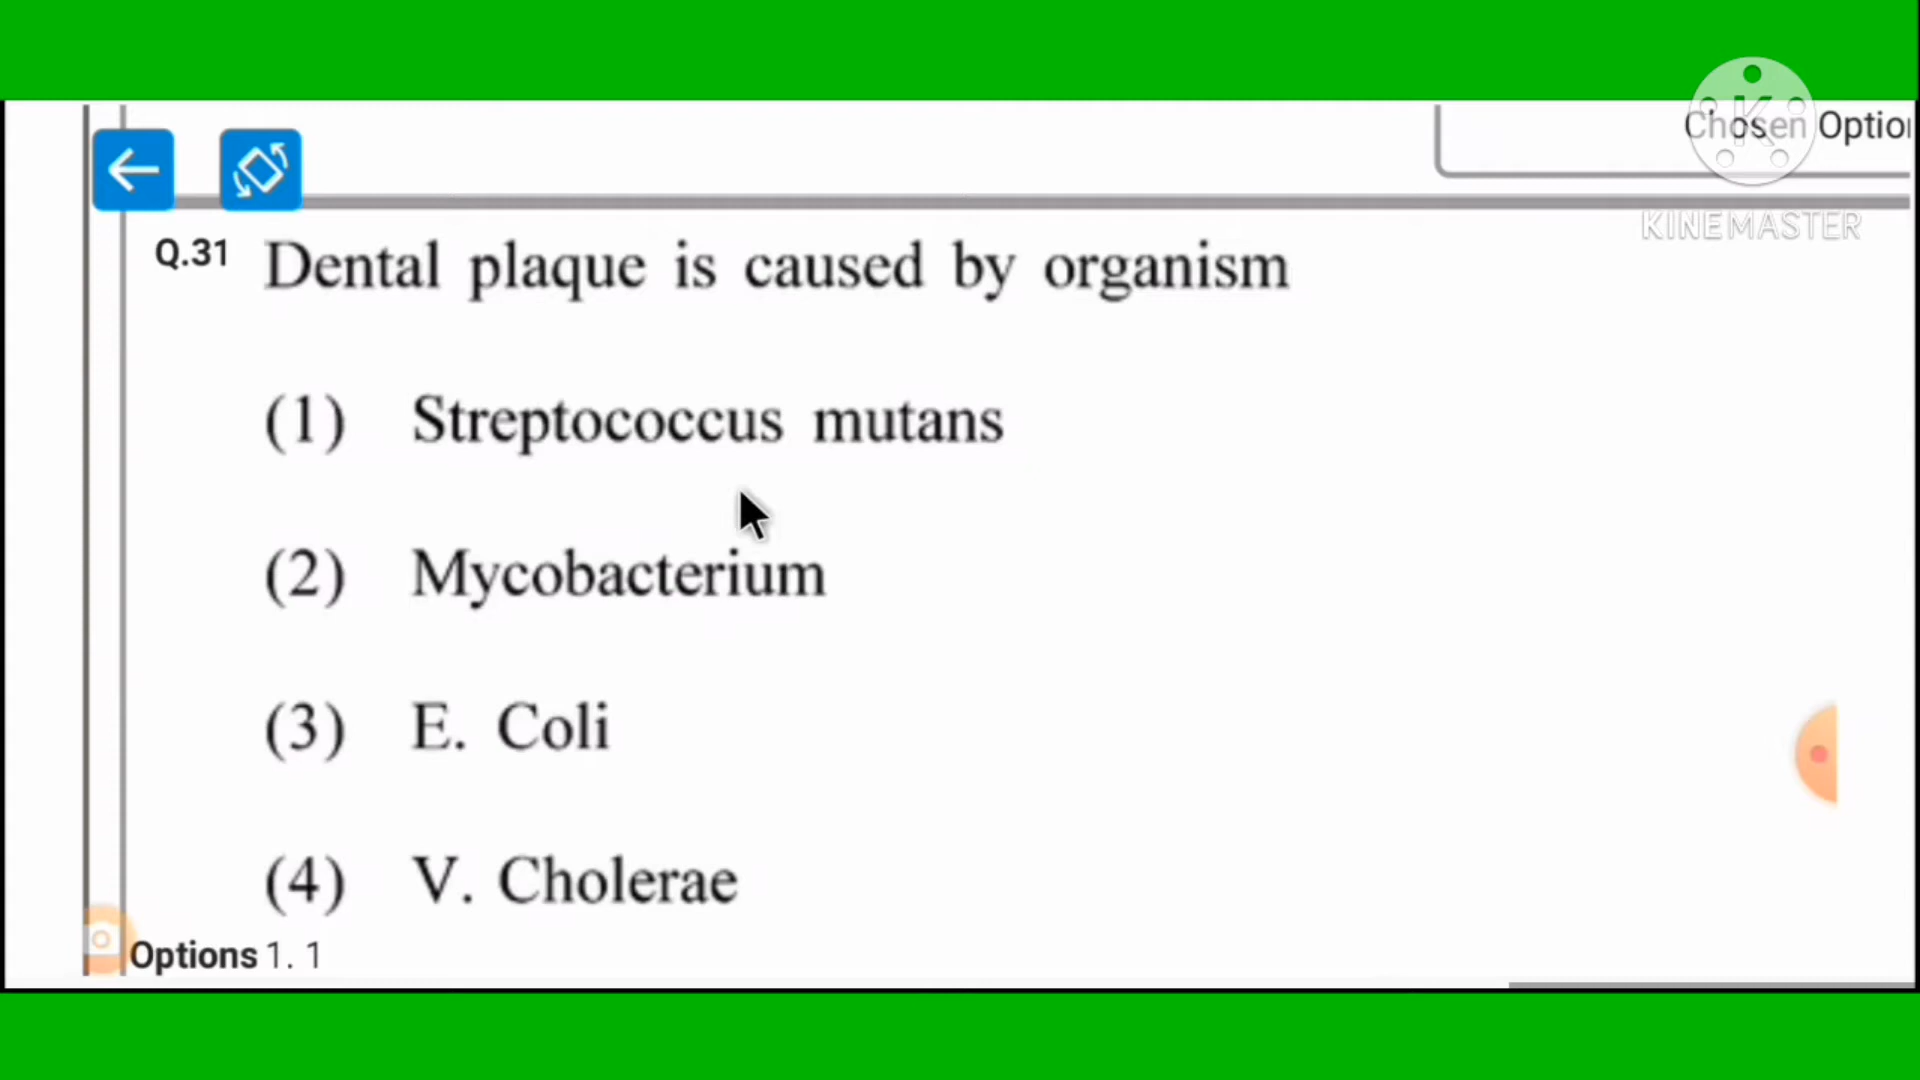 Chosen Option
KINEMASTER
Q.31 Dental plaque is caused by organism
(1) Streptococcus mutans
(2) Mycobacterium
(3) E. Coli
(4) V. Cholerae
Options 1. 1